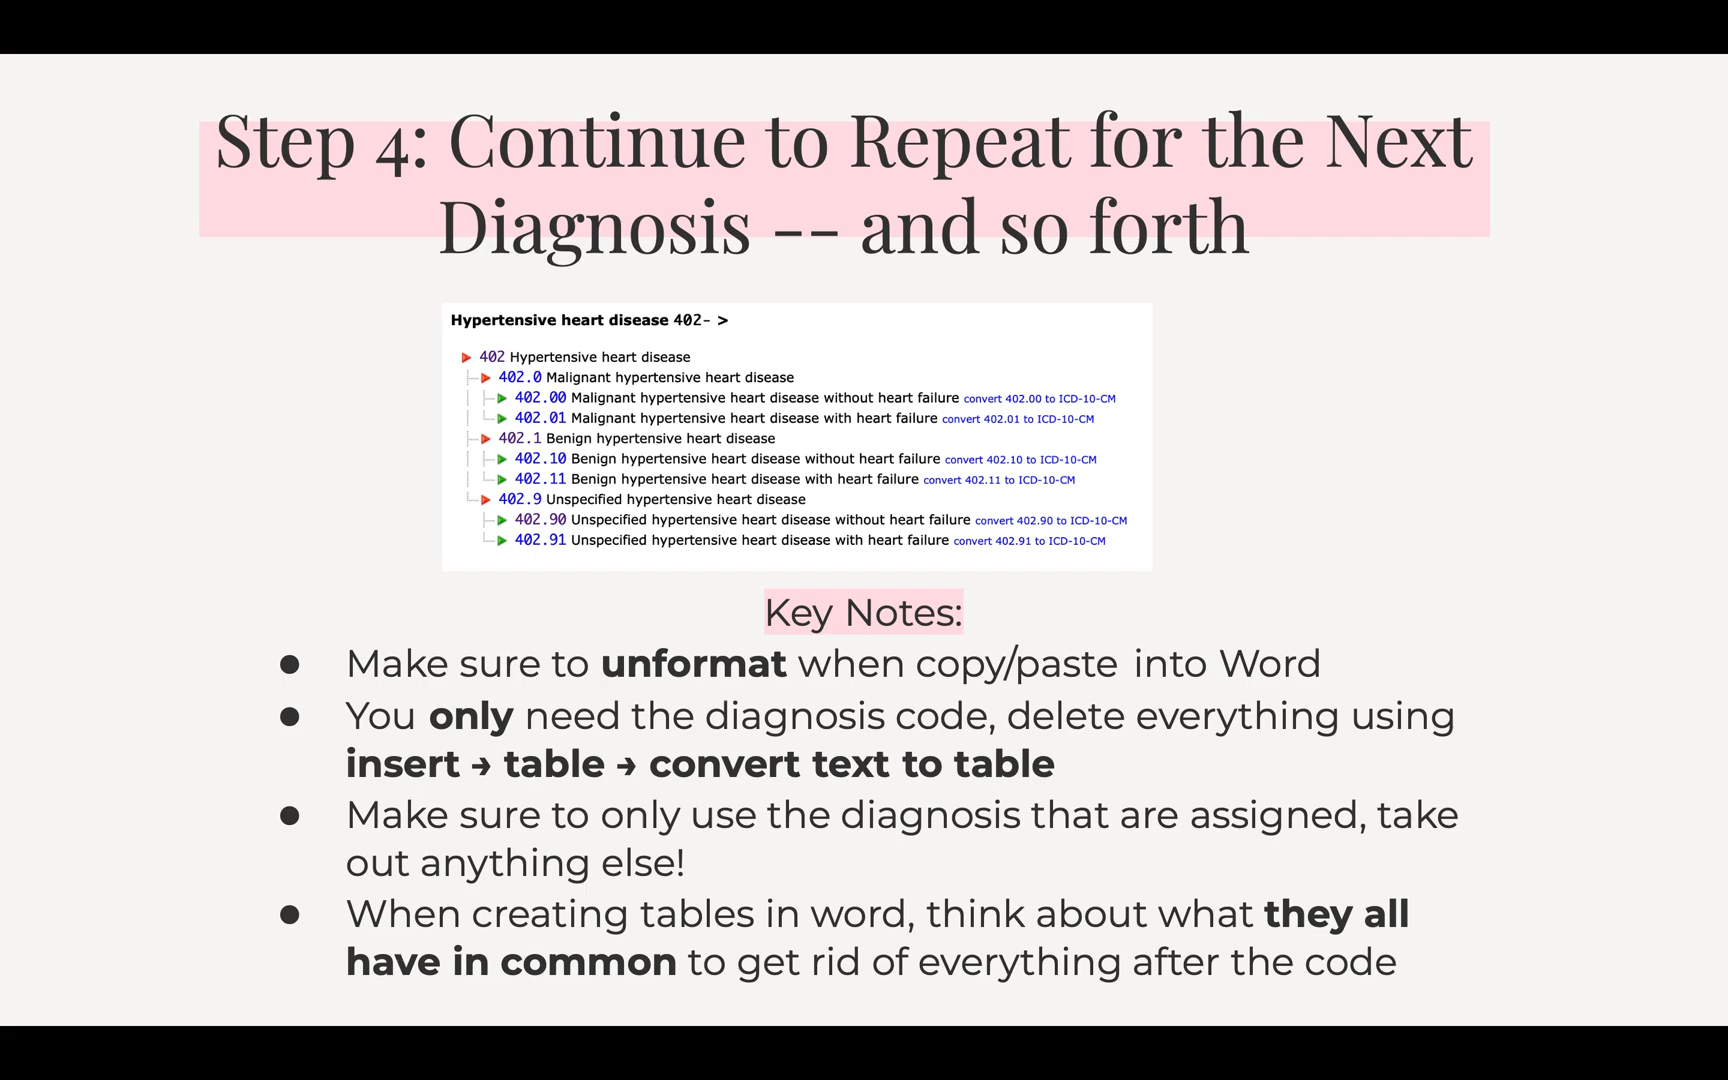 Step 4: Continue to Repeat for the Next
Diagnosis -- and so forth
Hypertensive heart disease 402- >
402 Hypertensive heart disease
402.0 Malignant hypertensive heart disease
402.00 Malignant hypertensive heart disease without heart failure convert 402.00 to ICD-10-CM
402.01 Malignant hypertensive heart disease with heart failure convert 402.01 to ICD-10-CM
402.1 Benign hypertensive heart disease
402.10 Benign hypertensive heart disease without heart failure convert 402.10 to ICD-10-CM
402.11 Benign hypertensive heart disease with heart failure convert 402.11 to ICD-10-CM
402.9 Unspecified hypertensive heart disease
402.90 Unspecified hypertensive heart disease without heart failure convert 402.90 to ICD-10-CM
402.91 Unspecified hypertensive heart disease with heart failure convert 402.91 to ICD-10-CM
Key Notes:
● Make sure to unformat when copy/paste into Word
● You only need the diagnosis code, delete everything using
insert → table → convert text to table
● Make sure to only use the diagnosis that are assigned, take
out anything else!
● When creating tables in word, think about what they all
have in common to get rid of everything after the code